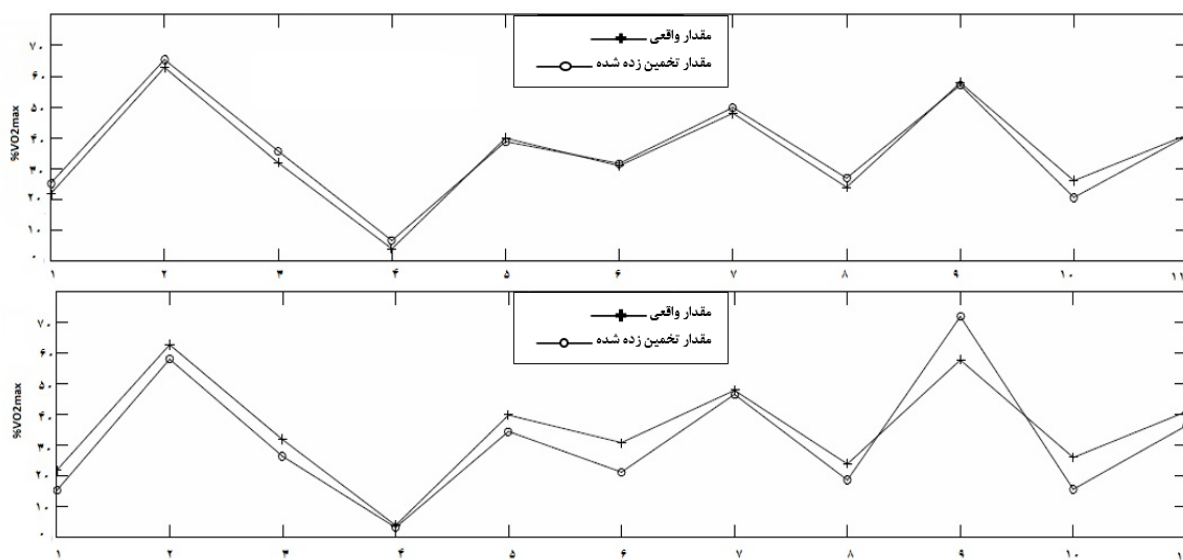 مقدار واقعی
مقدار تخمین زده شده
%VO2max
۷۰
۶۰
۵۰
۴۰
۳۰
۲۰
۱۰
۰
۱ ۲ ۳ ۴ ۵ ۶ ۷ ۸ ۹ ۱۰ ۱۱
مقدار واقعی
مقدار تخمین زده شده
%VO2max
۷۰
۶۰
۵۰
۴۰
۳۰
۲۰
۱۰
۰
۱ ۲ ۳ ۴ ۵ ۶ ۷ ۸ ۹ ۱۰